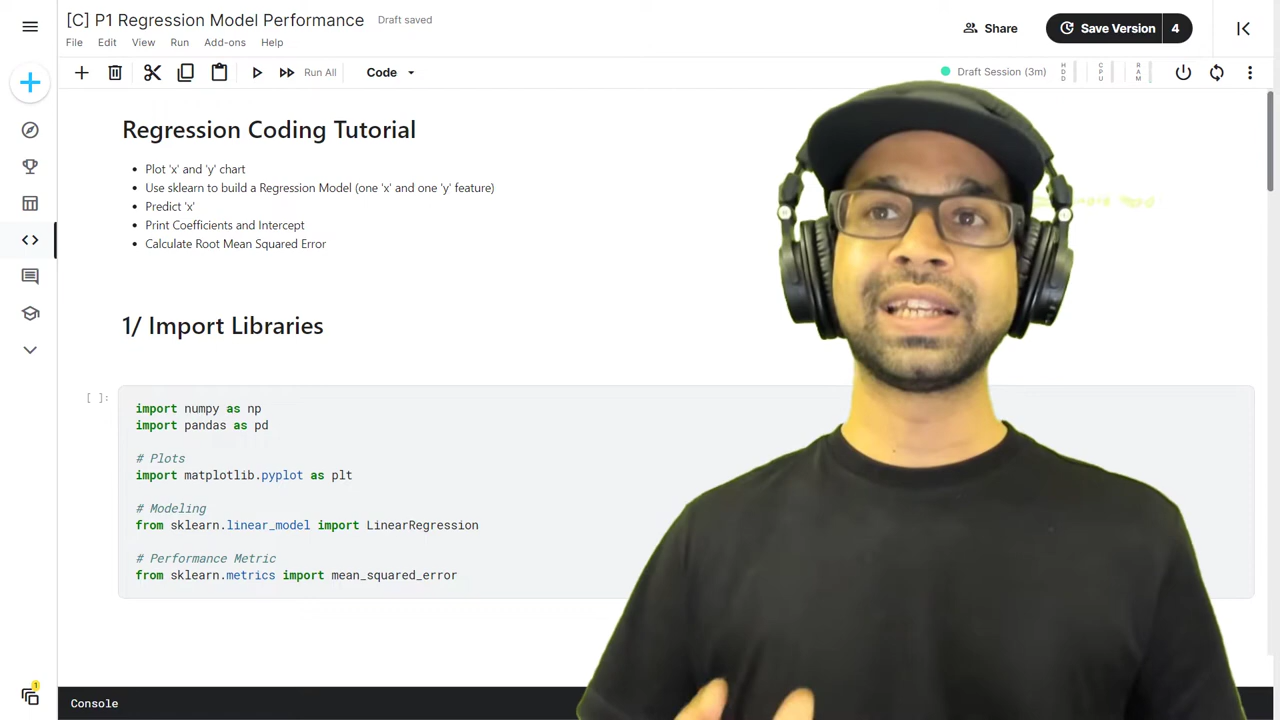 [C] P1 Regression Model Performance Draft saved
File Edit View Run Add-ons Help
Share
Save Version 4
Run All Code
Draft Session (3m)
HDD
CPU
RAM
Regression Coding Tutorial
Plot 'x' and 'y' chart
Use sklearn to build a Regression Model (one 'x' and one 'y' feature)
Predict 'x'
Print Coefficients and Intercept
Calculate Root Mean Squared Error
1/ Import Libraries
[ ]:
import numpy as np
import pandas as pd
# Plots
import matplotlib.pyplot as plt
# Modeling
from sklearn.linear_model import LinearRegression
# Performance Metric
from sklearn.metrics import mean_squared_error
1
Console